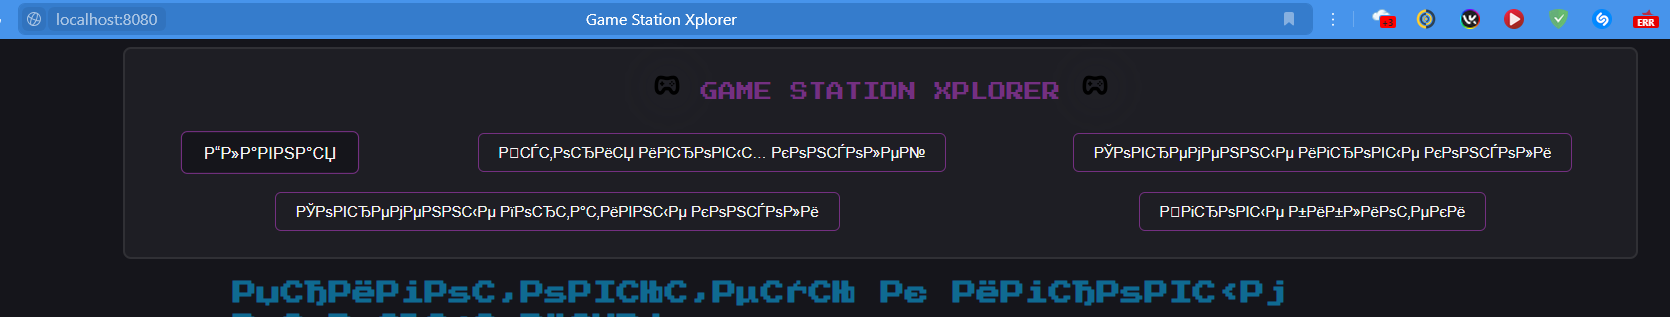 localhost:8080 Game Station Xplorer
ERR
GAME STATION XPLORER
Р“Р»Р°РІРЅР°СЏ Р□СЃС‚РѕСЂРёСЏ РёРіСЂРѕРІС‹С… РєРѕРЅСЃРѕР»РµР№ РЎРѕРІСЂРµРјРµРЅРЅС‹Рµ РёРіСЂРѕРІС‹Рµ РєРѕРЅСЃРѕР»Рё
РЎРѕРІСЂРµРјРµРЅРЅС‹Рµ РїРѕСЂС‚Р°С‚РёРІРЅС‹Рµ РєРѕРЅСЃРѕР»Рё Р□РіСЂРѕРІС‹Рµ Р±РёР±Р»РёРѕС‚РµРєРё
РџСЂРёРіРѕС‚РѕРІСЊС‚РµСЃСЊ Рє РёРіСЂРѕРІС‹Рј